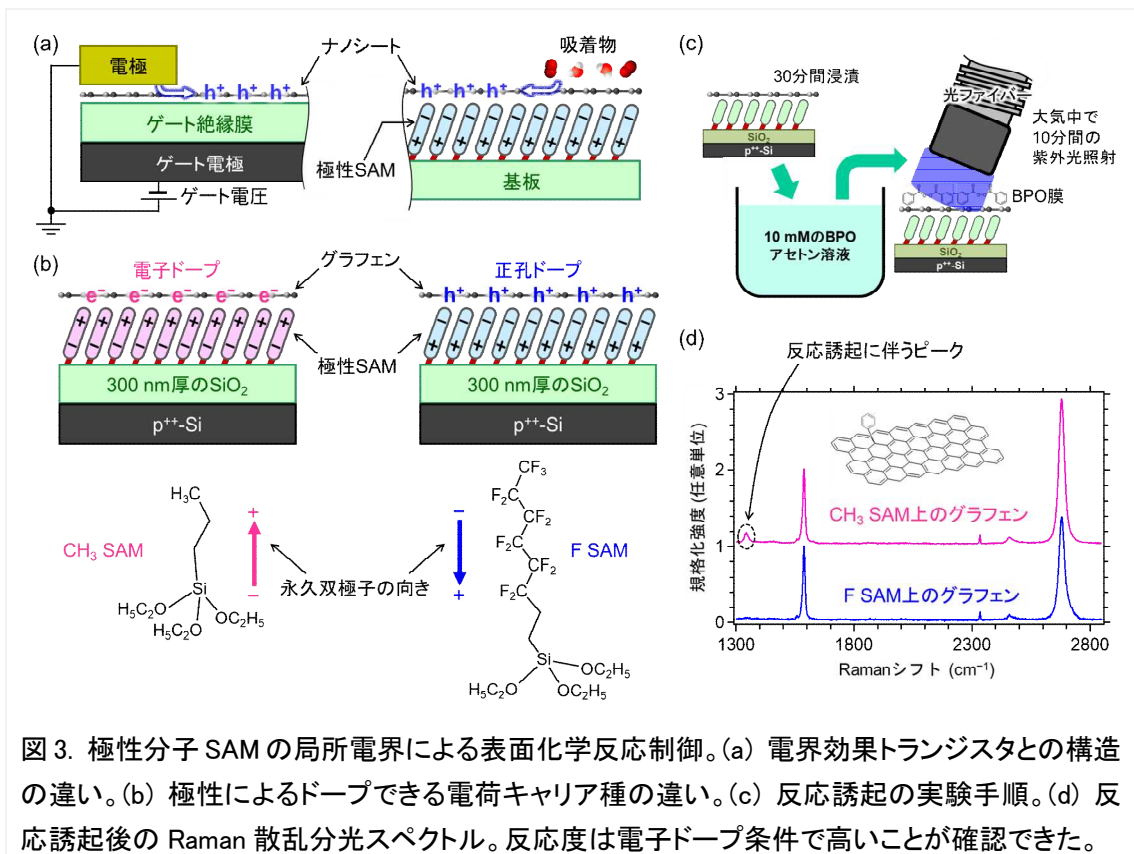 (a)
電極
ナノシート
吸着物
h⁺ h⁺ h⁺
h⁺ h⁺ h⁺
ゲート絶縁膜
ゲート電極
ゲート電圧
極性SAM
基板
(b)
電子ドープ
グラフェン
正孔ドープ
e⁻ e⁻ e⁻ e⁻ e⁻
h⁺ h⁺ h⁺ h⁺ h⁺
極性SAM
300 nm厚のSiO₂
300 nm厚のSiO₂
p⁺⁺-Si
p⁺⁺-Si
H₃C
CH₃ SAM
+
−
Si
H₅C₂O
OC₂H₅
H₅C₂O
永久双極子の向き
−
+
F SAM
CF₃
F₂C
CF₂
F₂C
CF₂
F₂C
CF₂
F₂C
Si
OC₂H₅
H₅C₂O
OC₂H₅
(c)
30分間浸漬
SiO₂
p⁺⁺-Si
光ファイバー
大気中で
10分間の
紫外光照射
BPO膜
10 mMのBPO
アセトン溶液
SiO₂
p⁺⁺-Si
(d)
反応誘起に伴うピーク
規格化強度 (任意単位)
3
2
1
0
CH₃ SAM上のグラフェン
F SAM上のグラフェン
1300 1800 2300 2800
Ramanシフト (cm⁻¹)
図 3. 極性分子 SAM の局所電界による表面化学反応制御。(a) 電界効果トランジスタとの構造
の違い。(b) 極性によるドープできる電荷キャリア種の違い。(c) 反応誘起の実験手順。(d) 反
応誘起後の Raman 散乱分光スペクトル。反応度は電子ドープ条件で高いことが確認できた。